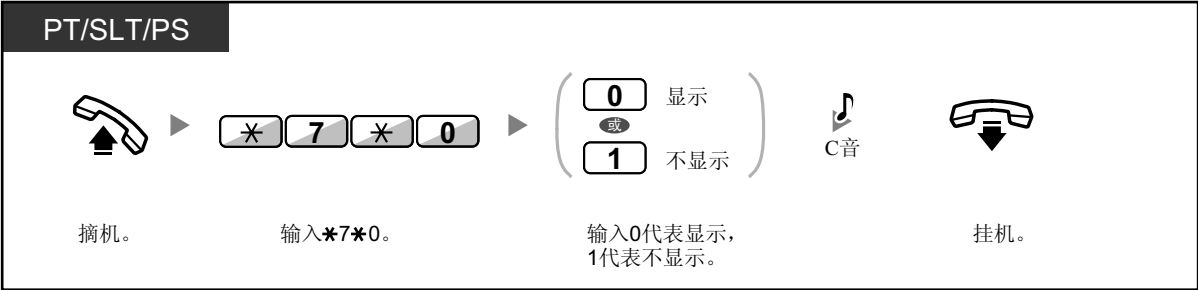 PT/SLT/PS
0 显示
或
1 不显示
* 7 * 0
C音
摘机。
输入*7*0。
输入0代表显示，
1代表不显示。
挂机。